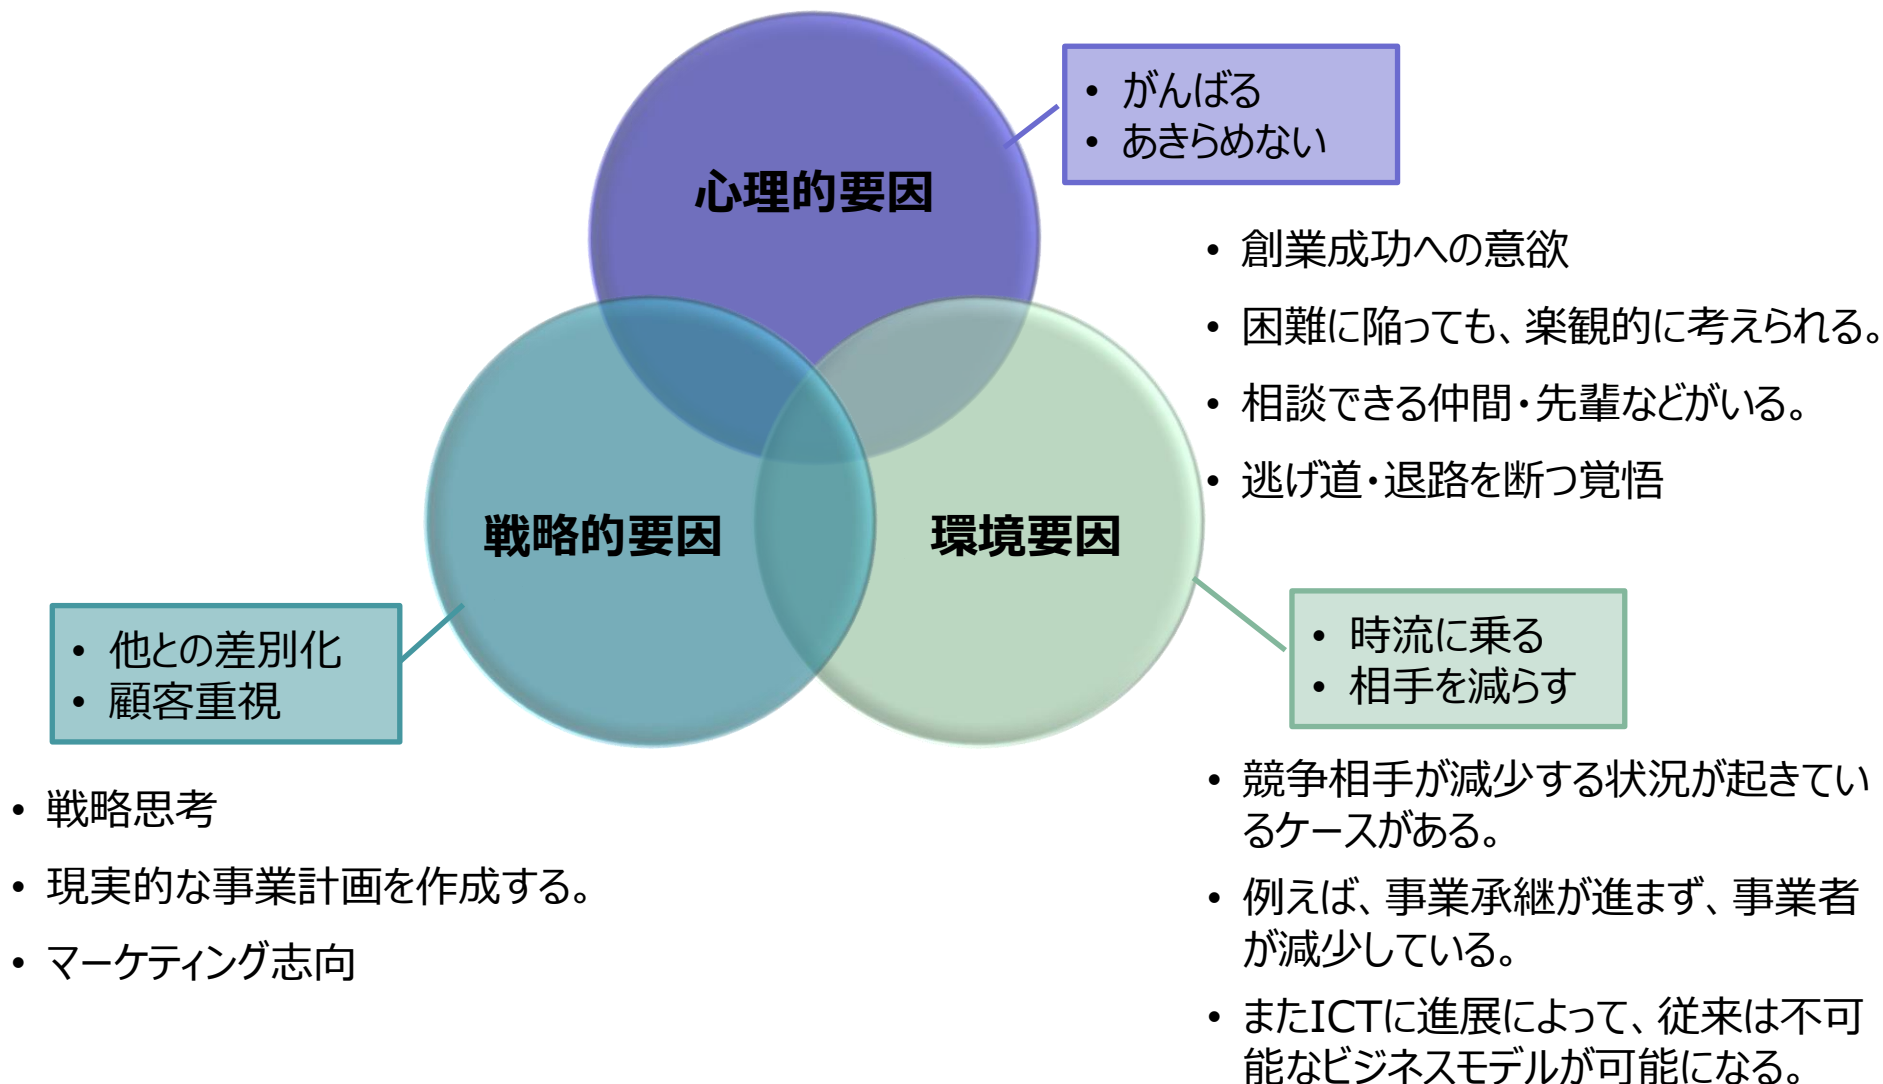 心理的要因
• がんばる
• あきらめない
• 創業成功への意欲
• 困難に陥っても、楽観的に考えられる。
• 相談できる仲間・先輩などがいる。
• 逃げ道・退路を断つ覚悟
戦略的要因
環境要因
• 他との差別化
• 顧客重視
• 時流に乗る
• 相手を減らす
• 戦略思考
• 現実的な事業計画を作成する。
• マーケティング志向
• 競争相手が減少する状況が起きてい
るケースがある。
• 例えば、事業承継が進まず、事業者
が減少している。
• またICTに進展によって、従来は不可
能なビジネスモデルが可能になる。